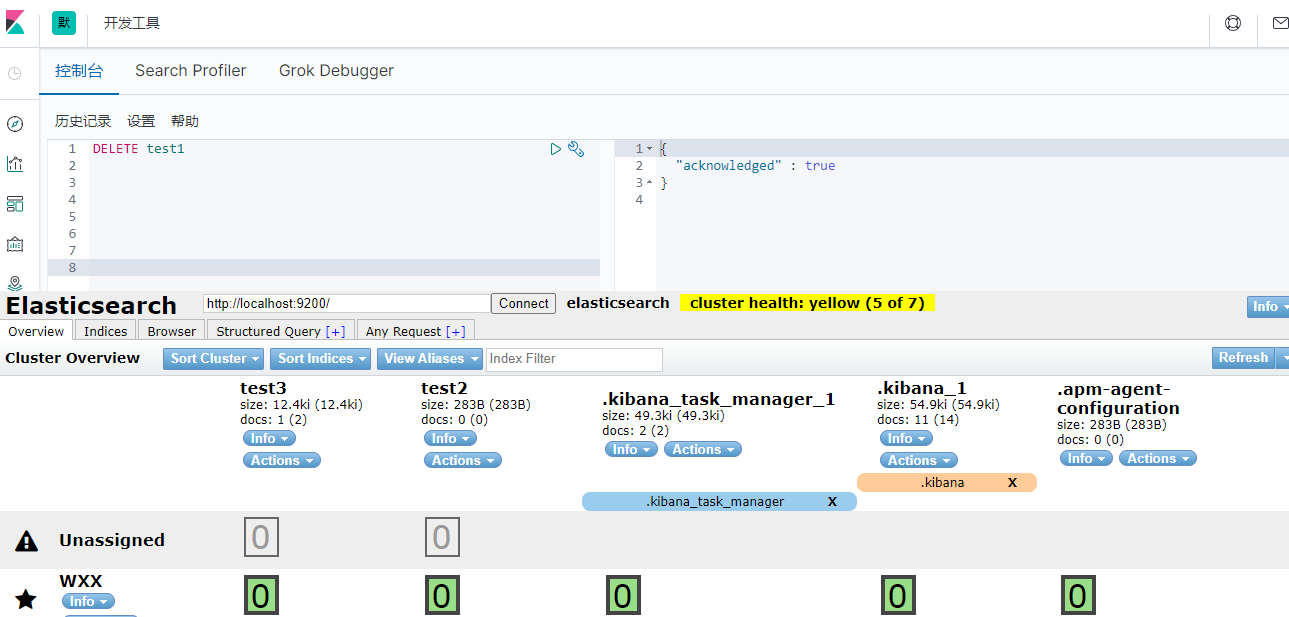 默 开发工具
控制台 Search Profiler Grok Debugger
历史记录 设置 帮助
1 DELETE test1
2
3
4
5
6
7
8
1 {
2 "acknowledged" : true
3 }
4
Elasticsearch http://localhost:9200/ Connect elasticsearch cluster health: yellow (5 of 7) Info
Overview Indices Browser Structured Query [+] Any Request [+]
Cluster Overview Sort Cluster Sort Indices View Aliases Index Filter Refresh
test3
size: 12.4ki (12.4ki)
docs: 1 (2)
Info
Actions
test2
size: 283B (283B)
docs: 0 (0)
Info
Actions
.kibana_task_manager_1
size: 49.3ki (49.3ki)
docs: 2 (2)
Info Actions
.kibana_1
size: 54.9ki (54.9ki)
docs: 11 (14)
Info
Actions
.apm-agent-
configuration
size: 283B (283B)
docs: 0 (0)
Info Actions
.kibana X
.kibana_task_manager X
Unassigned 0 0
WXX
Info
0 0 0 0 0